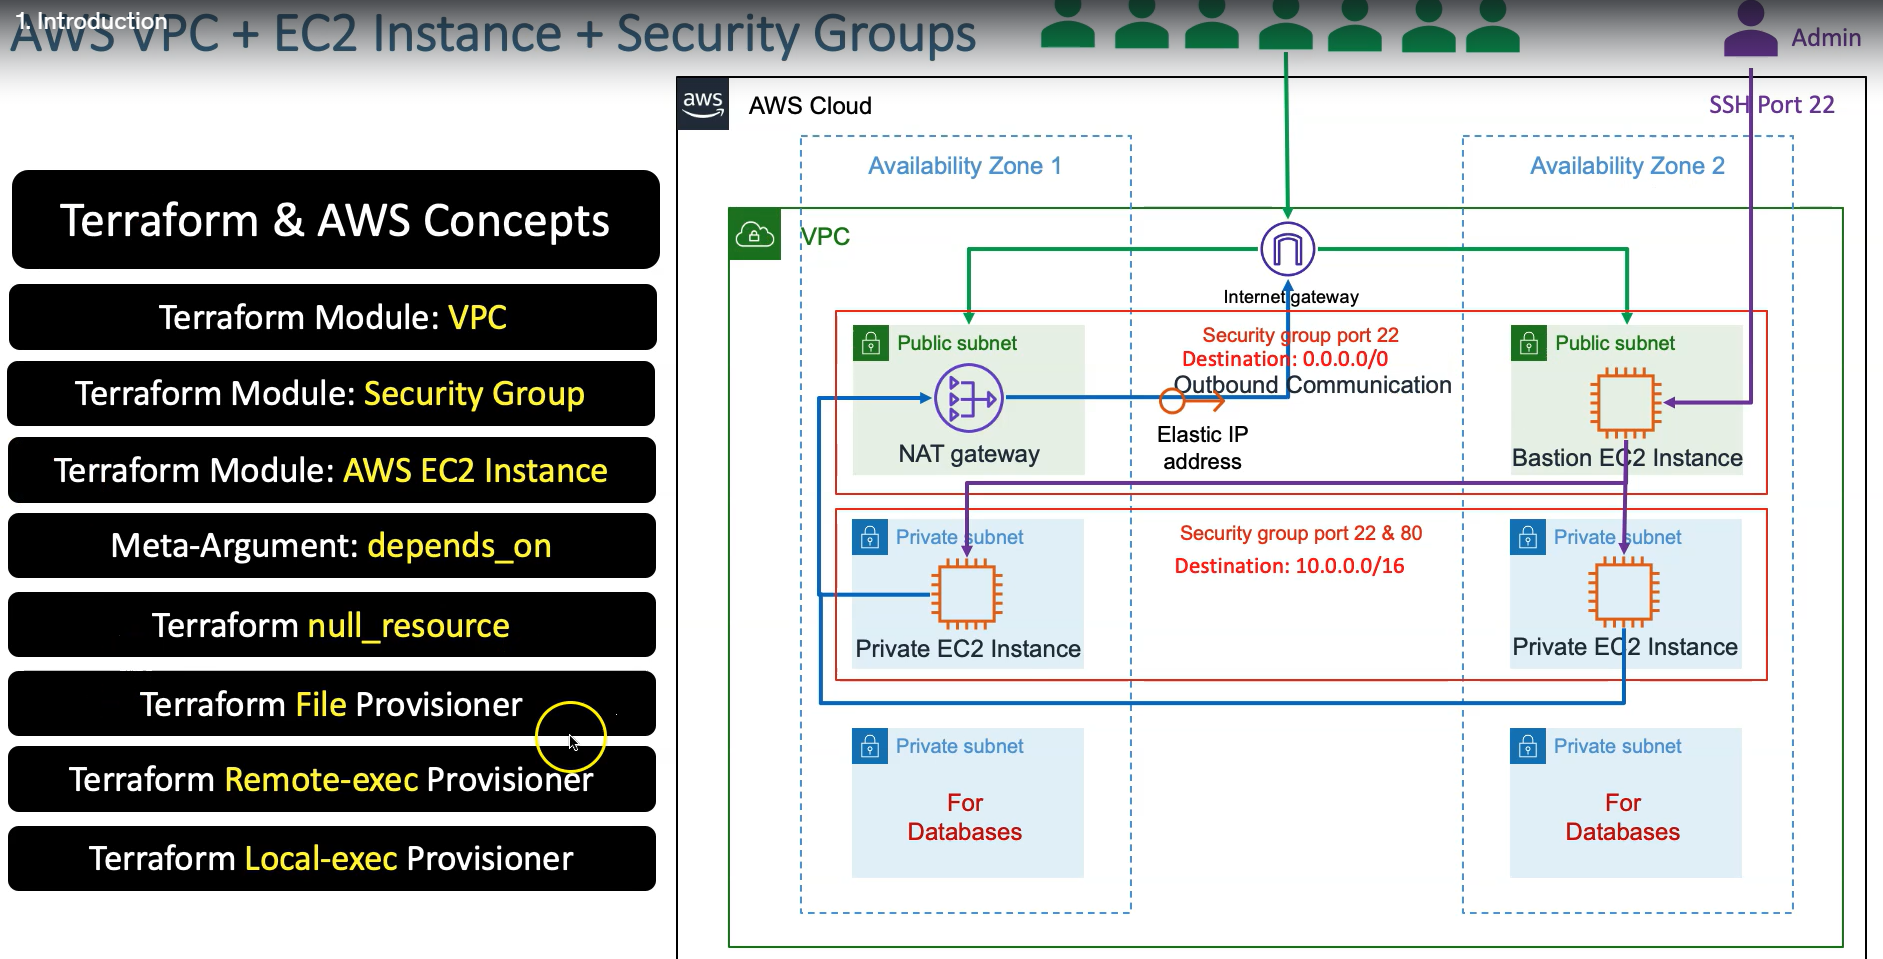 1. Introduction
AWS VPC + EC2 Instance + Security Groups
Admin
aws
AWS Cloud
SSH Port 22
Terraform & AWS Concepts
Terraform Module: VPC
Terraform Module: Security Group
Terraform Module: AWS EC2 Instance
Meta-Argument: depends_on
Terraform null_resource
Terraform File Provisioner
Terraform Remote-exec Provisioner
Terraform Local-exec Provisioner
Availability Zone 1
Availability Zone 2
VPC
Internet gateway
Public subnet
Security group port 22
Destination: 0.0.0.0/0
Outbound Communication
Public subnet
NAT gateway
Elastic IP
address
Bastion EC2 Instance
Private subnet
Security group port 22 & 80
Destination: 10.0.0.0/16
Private subnet
Private EC2 Instance
Private EC2 Instance
Private subnet
For
Databases
Private subnet
For
Databases